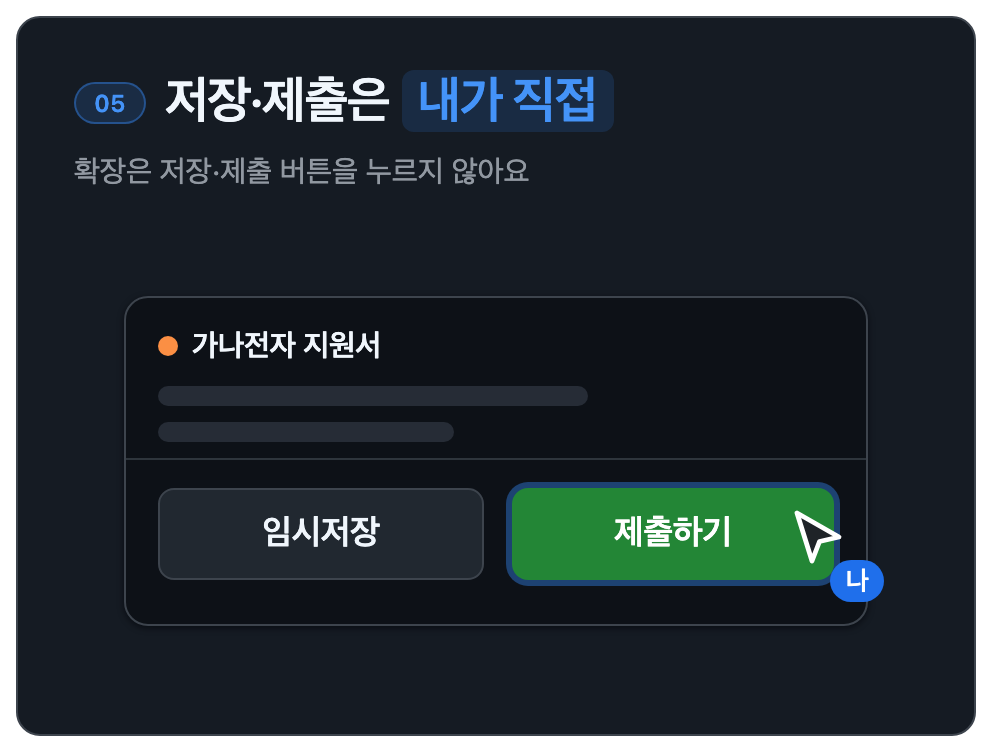 05 저장·제출은 내가 직접
확장은 저장·제출 버튼을 누르지 않아요
가나전자 지원서
임시저장 제출하기
나